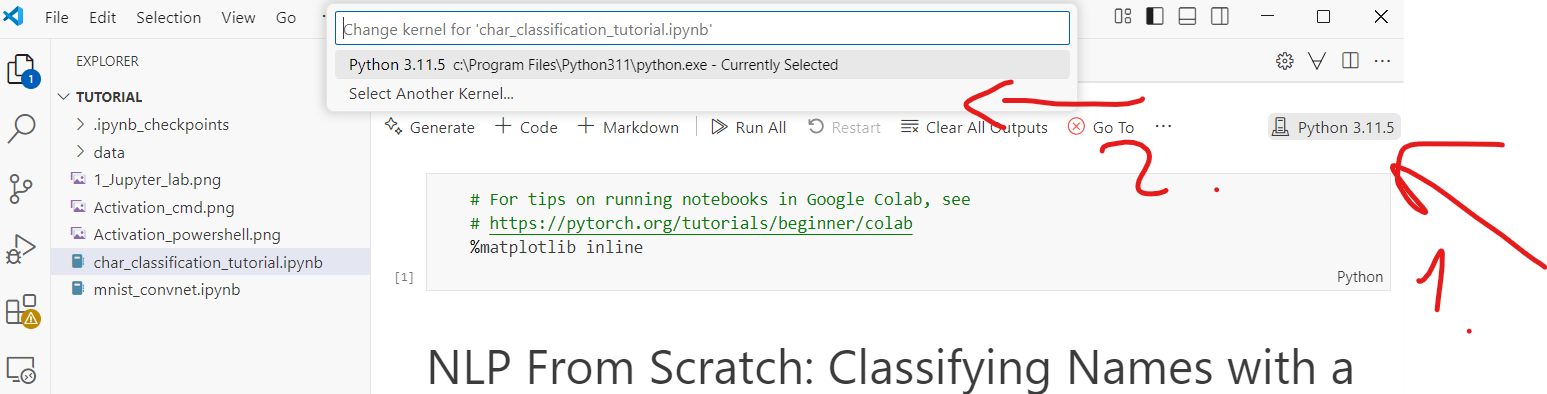 File Edit Selection View Go
Change kernel for 'char_classification_tutorial.ipynb'
Python 3.11.5 c:\Program Files\Python311\python.exe - Currently Selected
Select Another Kernel...
EXPLORER
1
TUTORIAL
.ipynb_checkpoints
data
1_Jupyter_lab.png
Activation_cmd.png
Activation_powershell.png
char_classification_tutorial.ipynb
mnist_convnet.ipynb
Generate + Code + Markdown Run All Restart Clear All Outputs Go To ... Python 3.11.5
2.
1.
# For tips on running notebooks in Google Colab, see
# https://pytorch.org/tutorials/beginner/colab
%matplotlib inline
[1]
Python
NLP From Scratch: Classifying Names with a